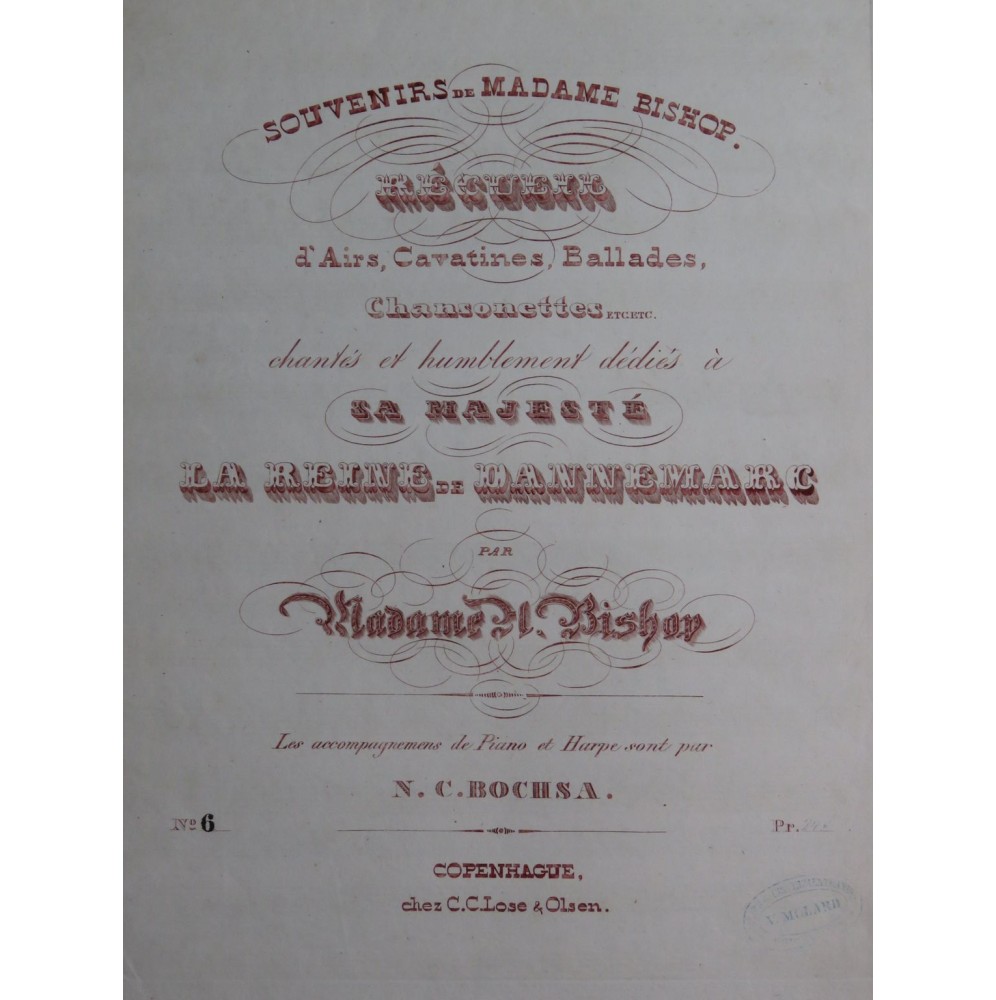 SOUVENIRS DE MADAME BISHOP.
RÉCUEIL
d'Airs, Cavatines, Ballades,
Chansonettes ETC ETC.
chantés et humblement dédiés à
SA MAJESTÉ
LA REINE DE DANNEMARC
PAR
Madame A. Bishop
Les accompagnemens de Piano et Harpe sont par
N. C. BOCHSA.
No 6
Pr.
COPENHAGUE,
chez C. C. Lose & Olsen.
MOLARD